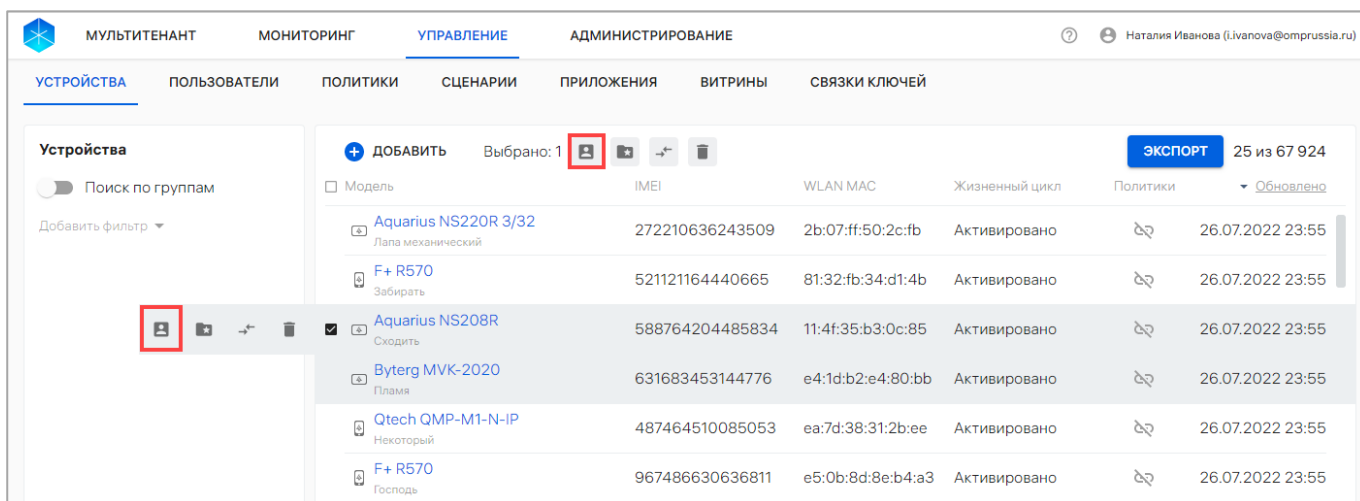 МУЛЬТИТЕНАНТ МОНИТОРИНГ УПРАВЛЕНИЕ АДМИНИСТРИРОВАНИЕ Наталия Иванова (i.ivanova@omprussia.ru)
УСТРОЙСТВА ПОЛЬЗОВАТЕЛИ ПОЛИТИКИ СЦЕНАРИИ ПРИЛОЖЕНИЯ ВИТРИНЫ СВЯЗКИ КЛЮЧЕЙ
Устройства
Поиск по группам
Добавить фильтр
ДОБАВИТЬ Выбрано: 1 ЭКСПОРТ 25 из 67 924
Модель IMEI WLAN MAC Жизненный цикл Политики Обновлено
Aquarius NS220R 3/32 272210636243509 2b:07:ff:50:2c:fb Активировано 26.07.2022 23:55
Лапа механический
F+ R570 521121164440665 81:32:fb:34:d1:4b Активировано 26.07.2022 23:55
Забирать
Aquarius NS208R 588764204485834 11:4f:35:b3:0c:85 Активировано 26.07.2022 23:55
Сходить
Byterg MVK-2020 631683453144776 e4:1d:b2:e4:80:bb Активировано 26.07.2022 23:55
Пламя
Qtech QMP-M1-N-IP 487464510085053 ea:7d:38:31:2b:ee Активировано 26.07.2022 23:55
Некоторый
F+ R570 967486630636811 e5:0b:8d:8e:b4:a3 Активировано 26.07.2022 23:55
Господь